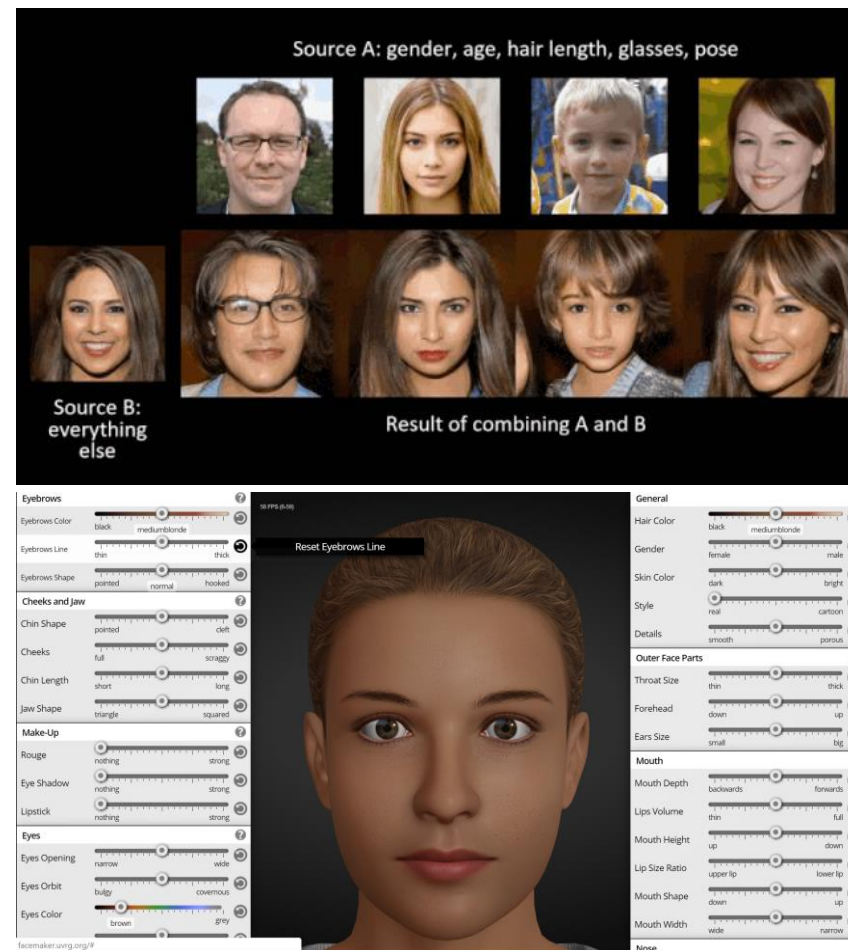 Source A: gender, age, hair length, glasses, pose
Source B:
everything
else
Result of combining A and B
Eyebrows
Eyebrows Color
black
mediumblonde
Eyebrows Line
thin
thick
Eyebrows Shape
pointed
normal
hooked
Cheeks and Jaw
Chin Shape
pointed
cleft
Cheeks
full
scraggy
Chin Length
short
long
Jaw Shape
triangle
squared
Make-Up
Rouge
nothing
strong
Eye Shadow
nothing
strong
Lipstick
nothing
strong
Eyes
Eyes Opening
narrow
wide
Eyes Orbit
bulgy
covernous
Eyes Color
brown
grey
facemaker.uvrg.org/#
Reset Eyebrows Line
General
Hair Color
black
mediumblonde
Gender
female
male
Skin Color
dark
bright
Style
real
cartoon
Details
smooth
porous
Outer Face Parts
Throat Size
thin
thick
Forehead
down
up
Ears Size
small
big
Mouth
Mouth Depth
backwards
forwards
Lips Volume
thin
full
Mouth Height
up
down
Lip Size Ratio
upper lip
lower lip
Mouth Shape
down
up
Mouth Width
wide
narrow
Nose